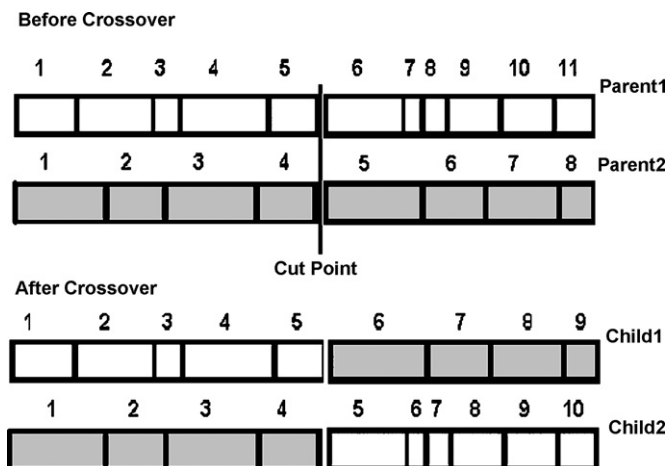 Before Crossover
1 2 3 4 5 6 7 8 9 10 11
Parent1
1 2 3 4 5 6 7 8
Parent2
Cut Point
After Crossover
1 2 3 4 5 6 7 8 9
Child1
1 2 3 4 5 6 7 8 9 10
Child2